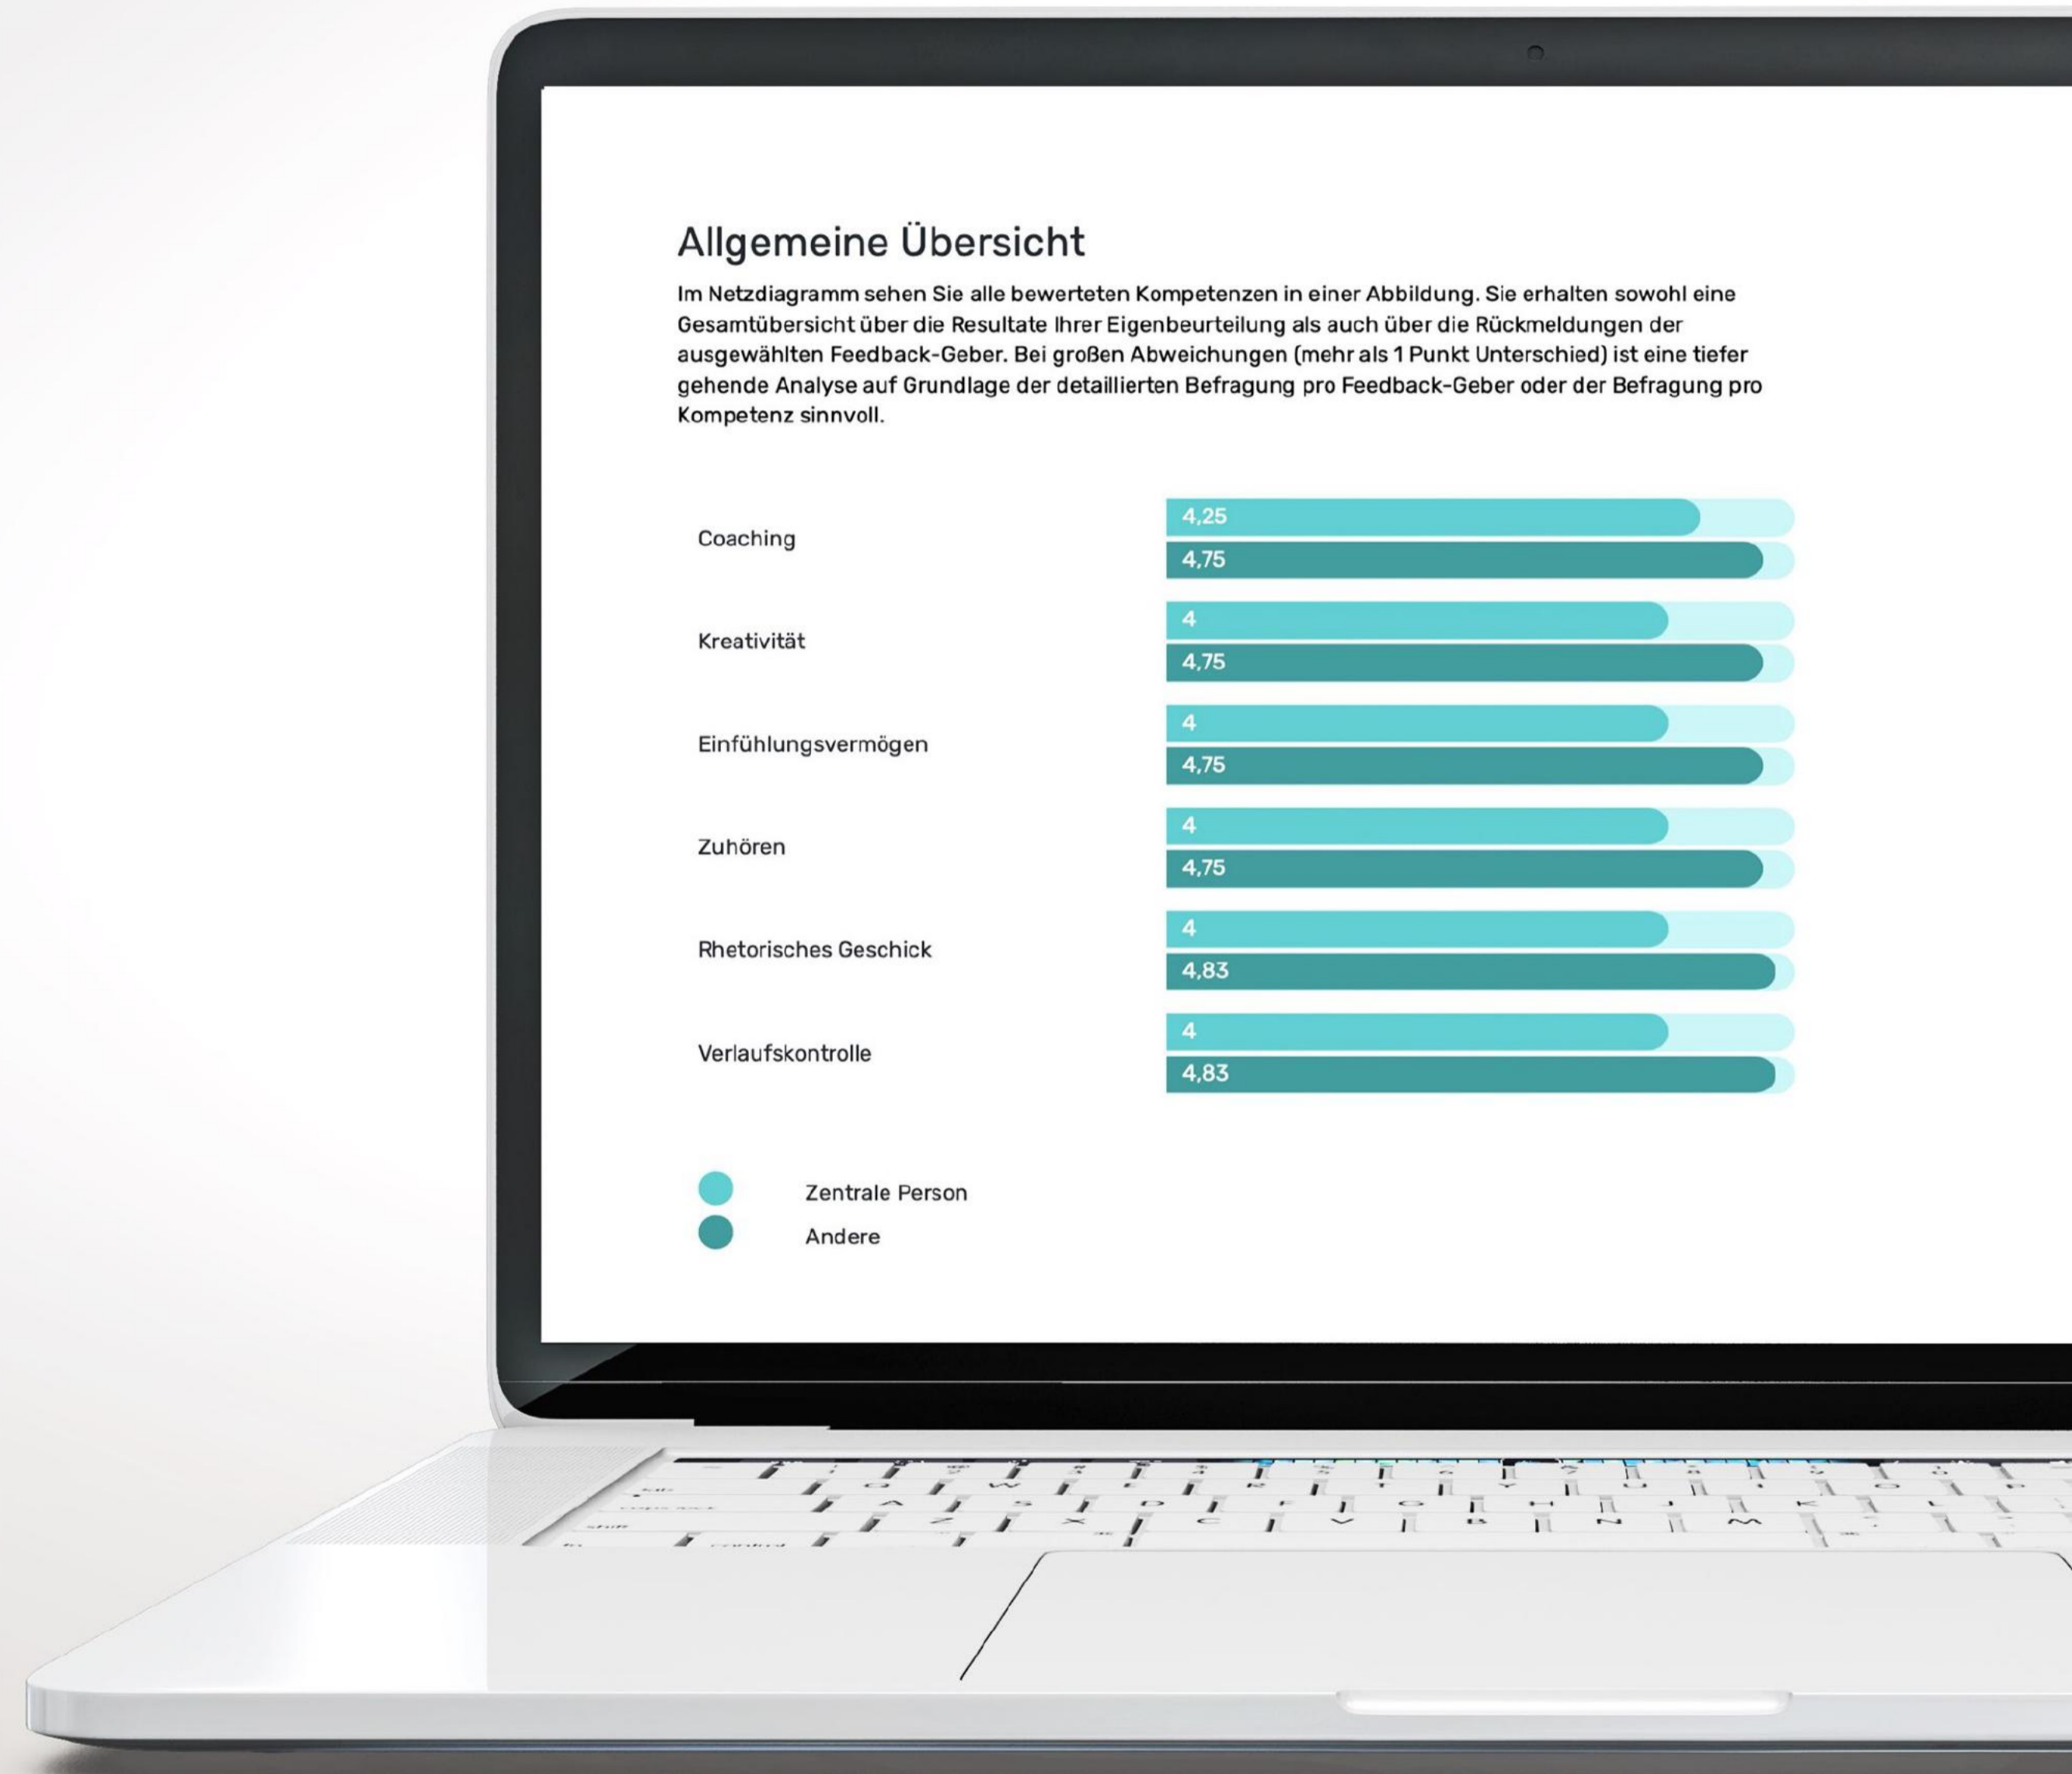 Allgemeine Übersicht
Im Netzdiagramm sehen Sie alle bewerteten Kompetenzen in einer Abbildung. Sie erhalten sowohl eine
Gesamtübersicht über die Resultate Ihrer Eigenbeurteilung als auch über die Rückmeldungen der
ausgewählten Feedback-Geber. Bei großen Abweichungen (mehr als 1 Punkt Unterschied) ist eine tiefer
gehende Analyse auf Grundlage der detaillierten Befragung pro Feedback-Geber oder der Befragung pro
Kompetenz sinnvoll.
Coaching
4,25
4,75
Kreativität
4
4,75
Einfühlungsvermögen
4
4,75
Zuhören
4
4,75
Rhetorisches Geschick
4
4,83
Verlaufskontrolle
4
4,83
Zentrale Person
Andere